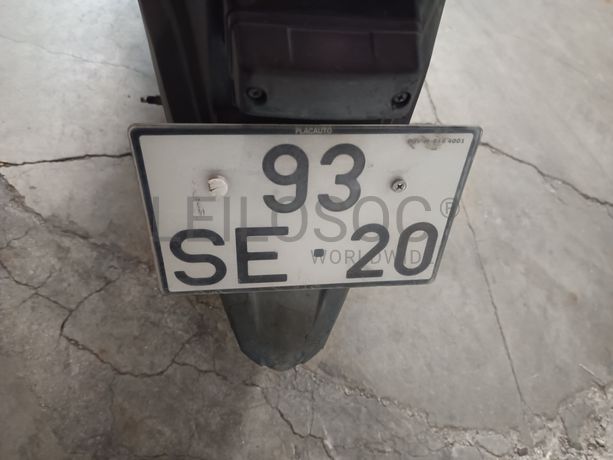 PLACAUTO
93
SE·20
LEILOSOC®
WORLDWIDE